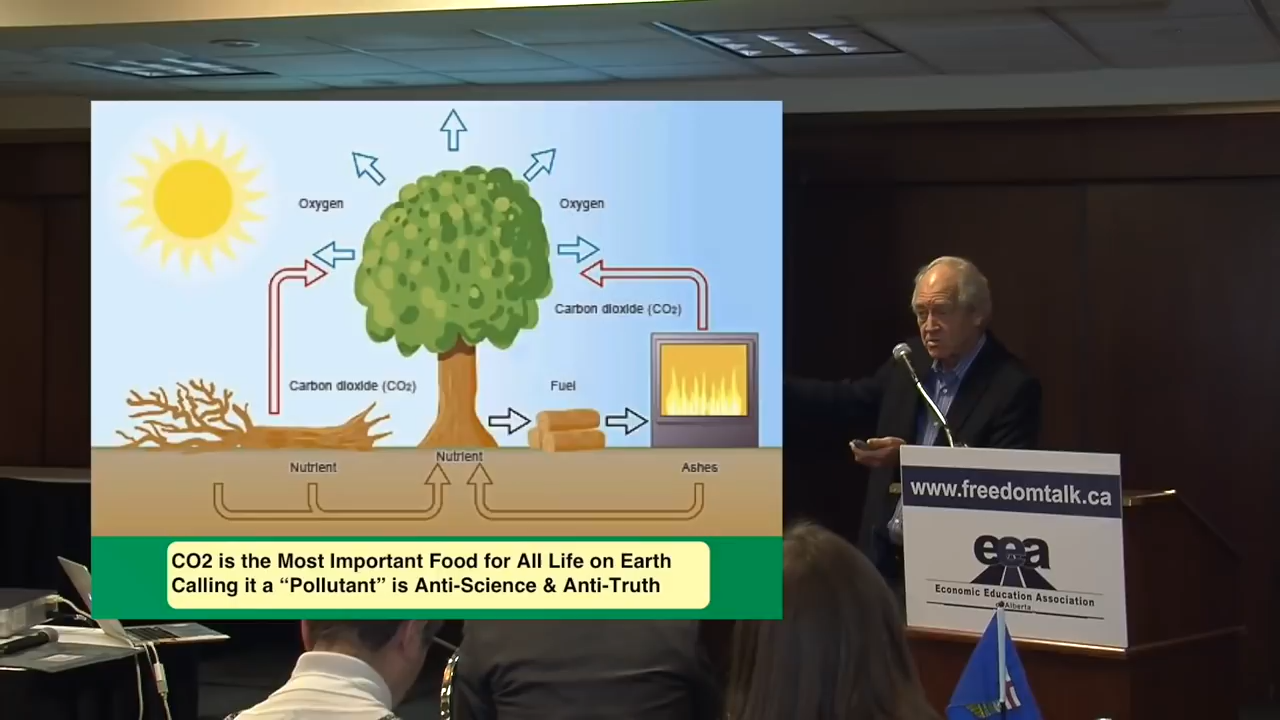 Oxygen
Oxygen
Carbon dioxide (CO2)
Carbon dioxide (CO2)
Fuel
Nutrient
Nutrient
Ashes
CO2 is the Most Important Food for All Life on Earth
Calling it a “Pollutant” is Anti-Science & Anti-Truth
www.freedomtalk.ca
eea
Economic Education Association
of Alberta